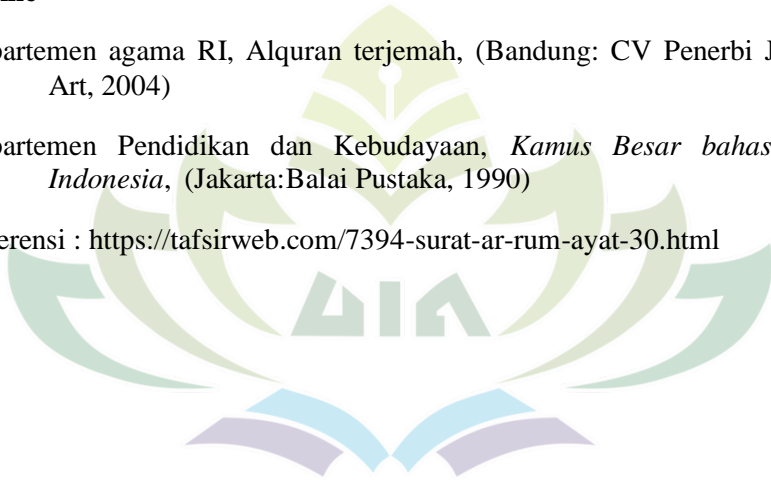 partemen agama RI, Alquran terjemah, (Bandung: CV Penerbi J
Art, 2004)
partemen Pendidikan dan Kebudayaan, Kamus Besar bahas
Indonesia, (Jakarta:Balai Pustaka, 1990)
erensi : https://tafsirweb.com/7394-surat-ar-rum-ayat-30.html
UIN